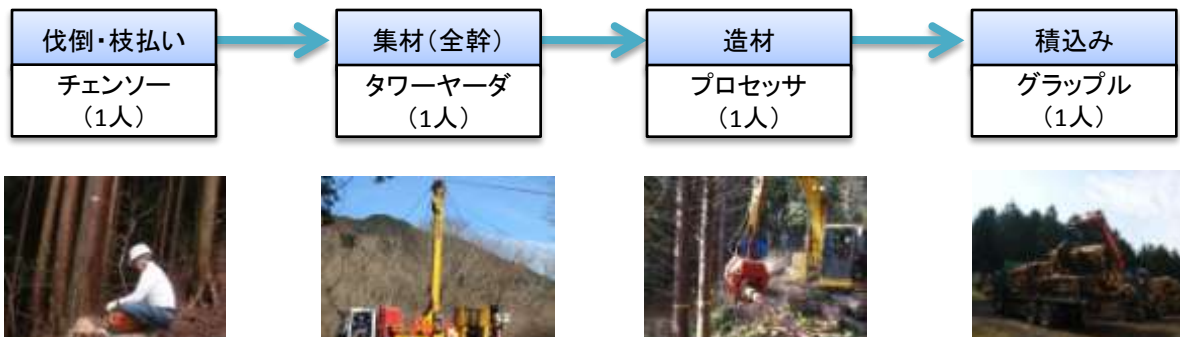 伐倒・枝払い
チェンソー
(1人)
集材(全幹)
タワーヤーダ
(1人)
造材
プロセッサ
(1人)
積込み
グラップル
(1人)